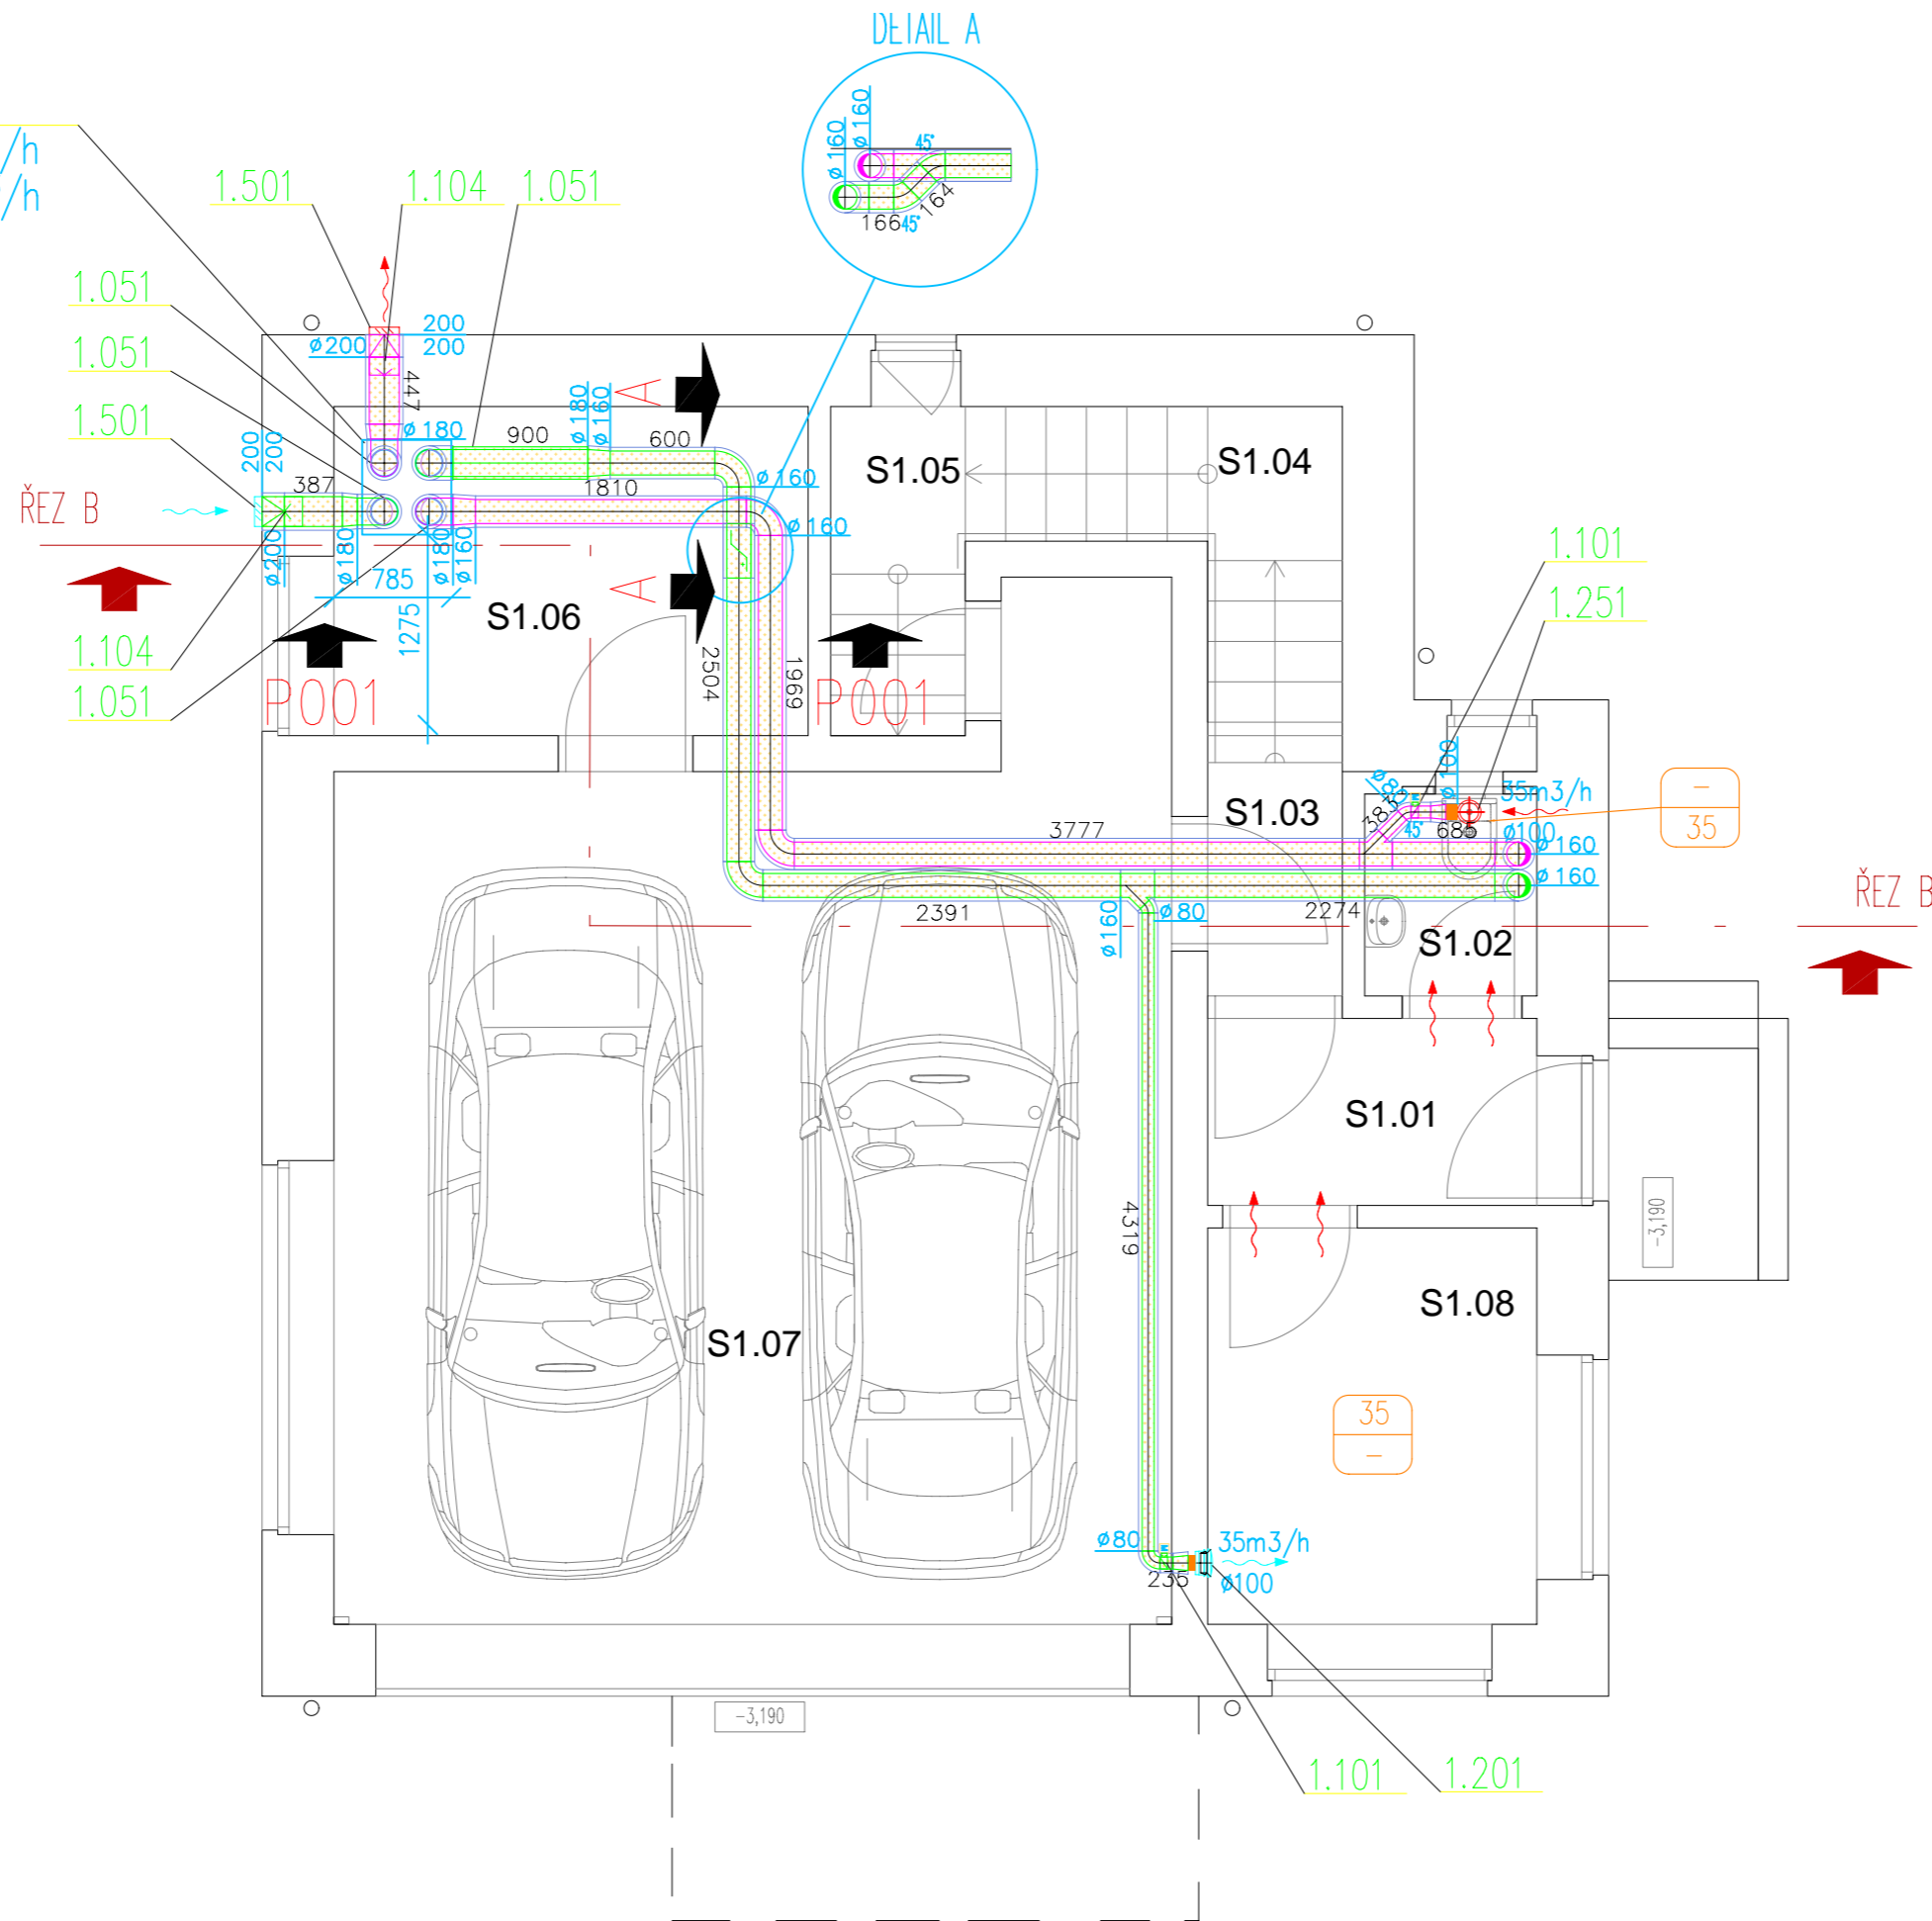 DETAIL A
ø160
ø160
45°
164
166
45°
/h
/h
1.501
1.104
1.051
1.051
1.051
1.501
200
200
ø200
447
ø180
900
ø180
ø160
600
A
200
200
387
1810
ø160
ø160
ŘEZ B
ø200
ø180
785
ø180
ø160
1275
A
S1.06
S1.05
S1.04
1.101
1.251
1.104
1.051
P001
P001
2504
1969
S1.03
ø80
ø100
35m3/h
383
45°
685
ø100
–
35
3777
ø160
ø160
2391
ø160
ø80
2274
S1.02
ŘEZ B
S1.01
-3,190
4319
S1.08
S1.07
35
–
ø80
35m3/h
235
ø100
-3,190
1.101
1.201